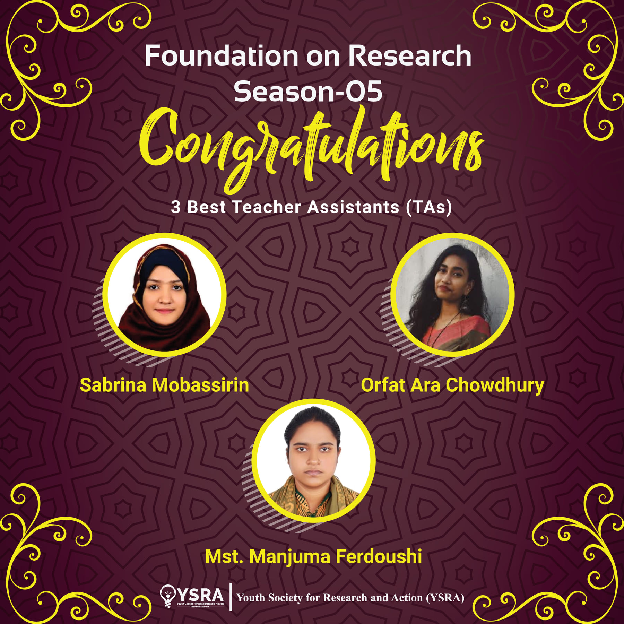 Foundation on Research
Season-05
Congratulations
3 Best Teacher Assistants (TAs)
Sabrina Mobassirin
Orfat Ara Chowdhury
Mst. Manjuma Ferdoushi
YSRA
Youth Society for Research and Action (YSRA)